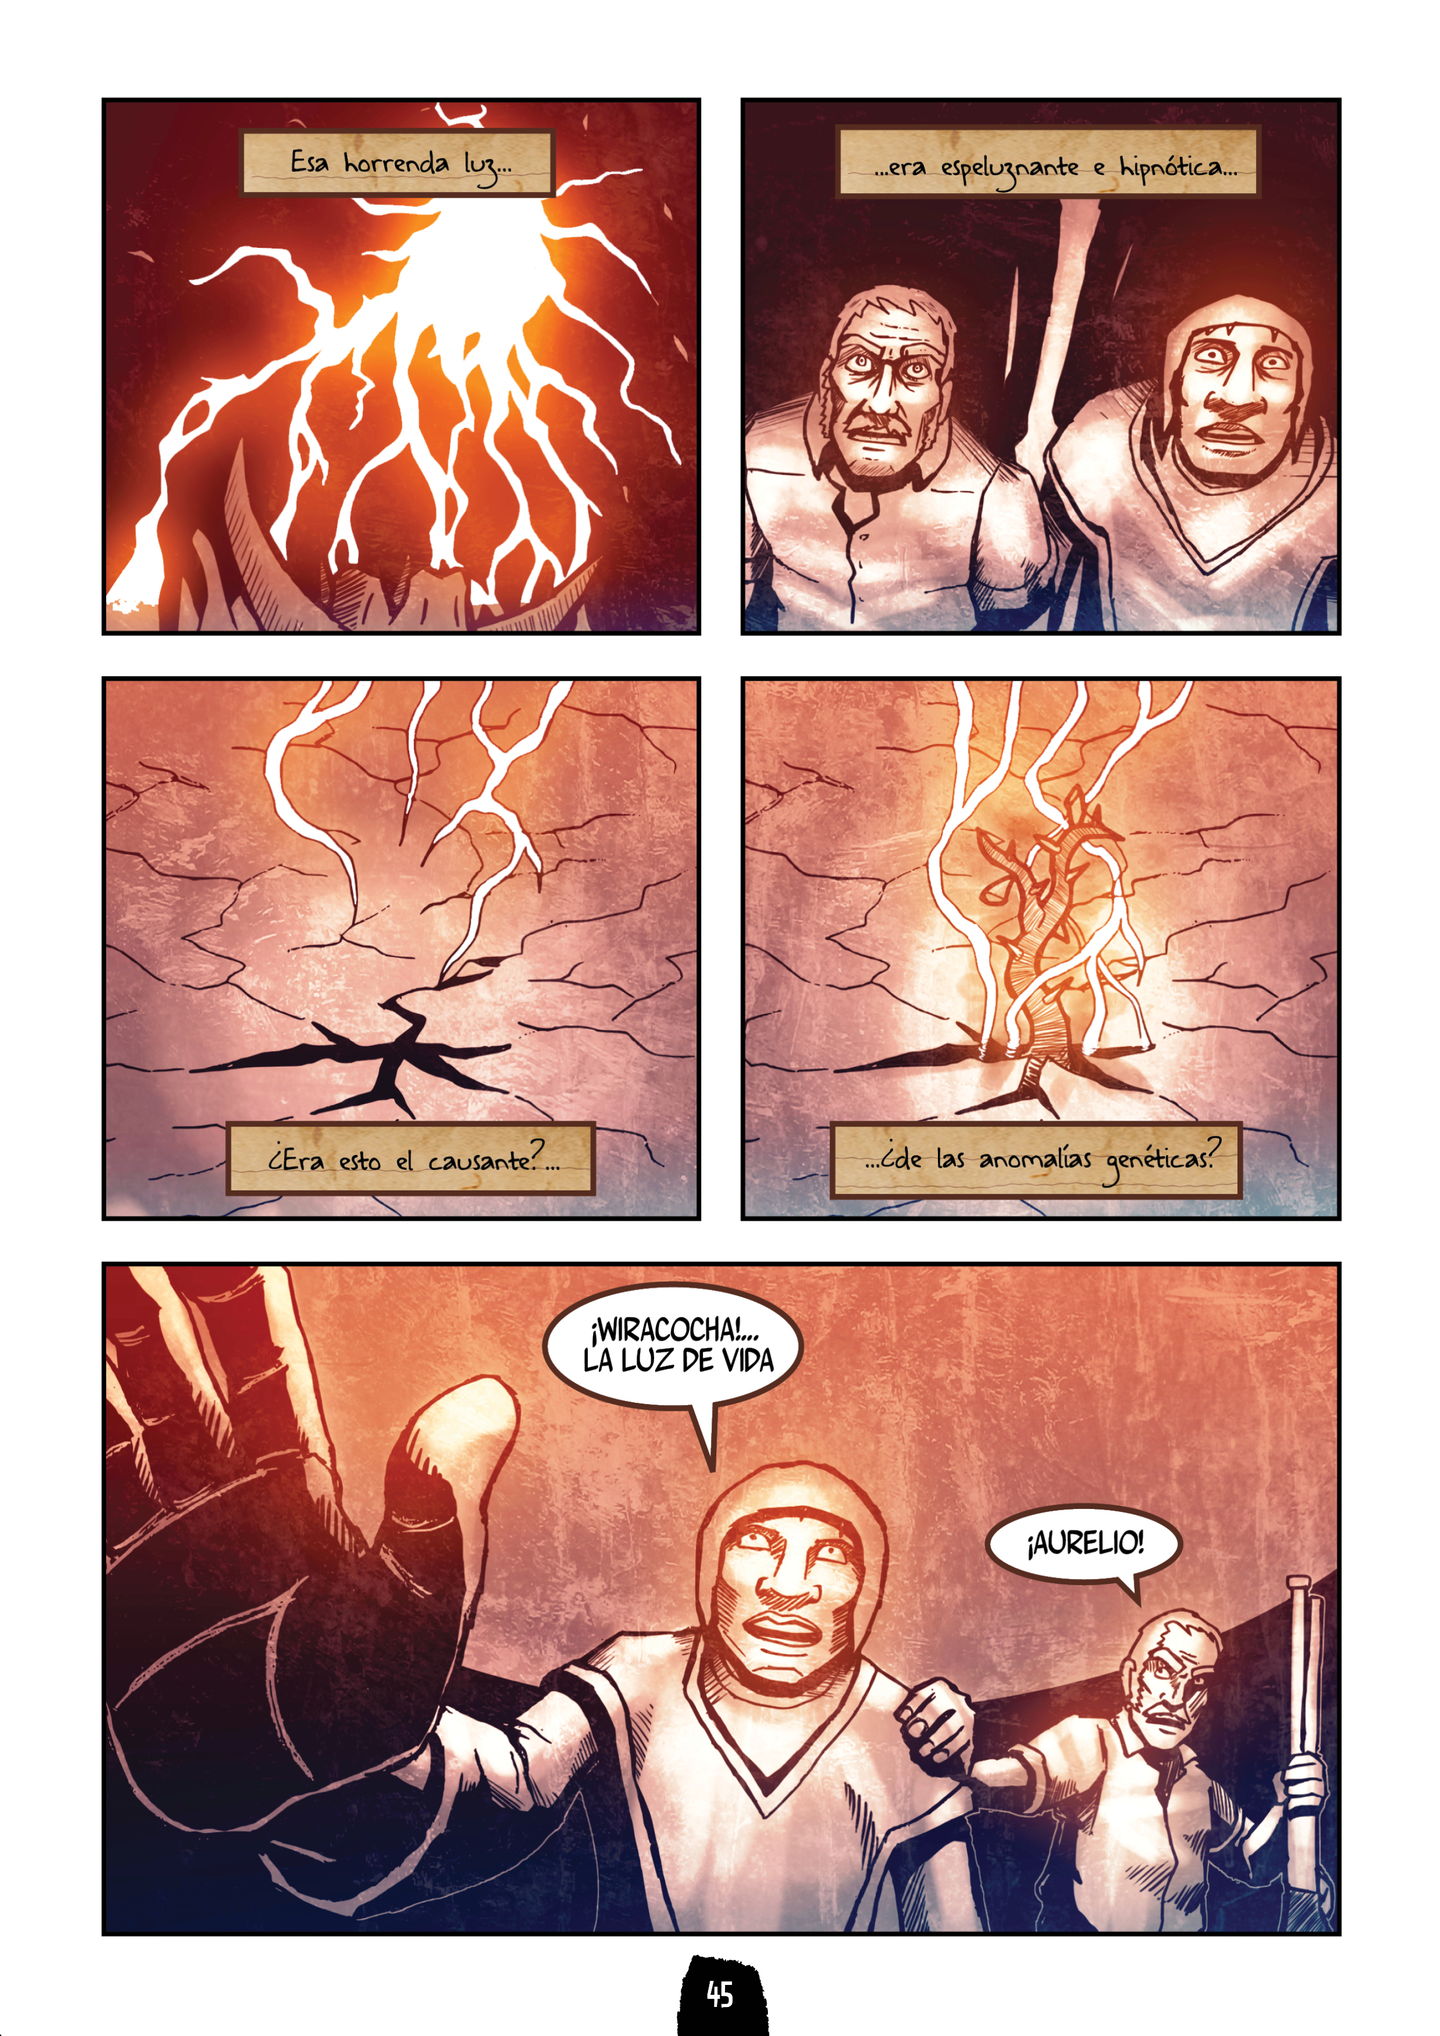 Esa horrenda luz...
...era espeluznante e hipnótica...
¿Era esto el causante?...
...¿de las anomalías genéticas?
¡WIRACOCHA!...
LA LUZ DE VIDA
¡AURELIO!
45